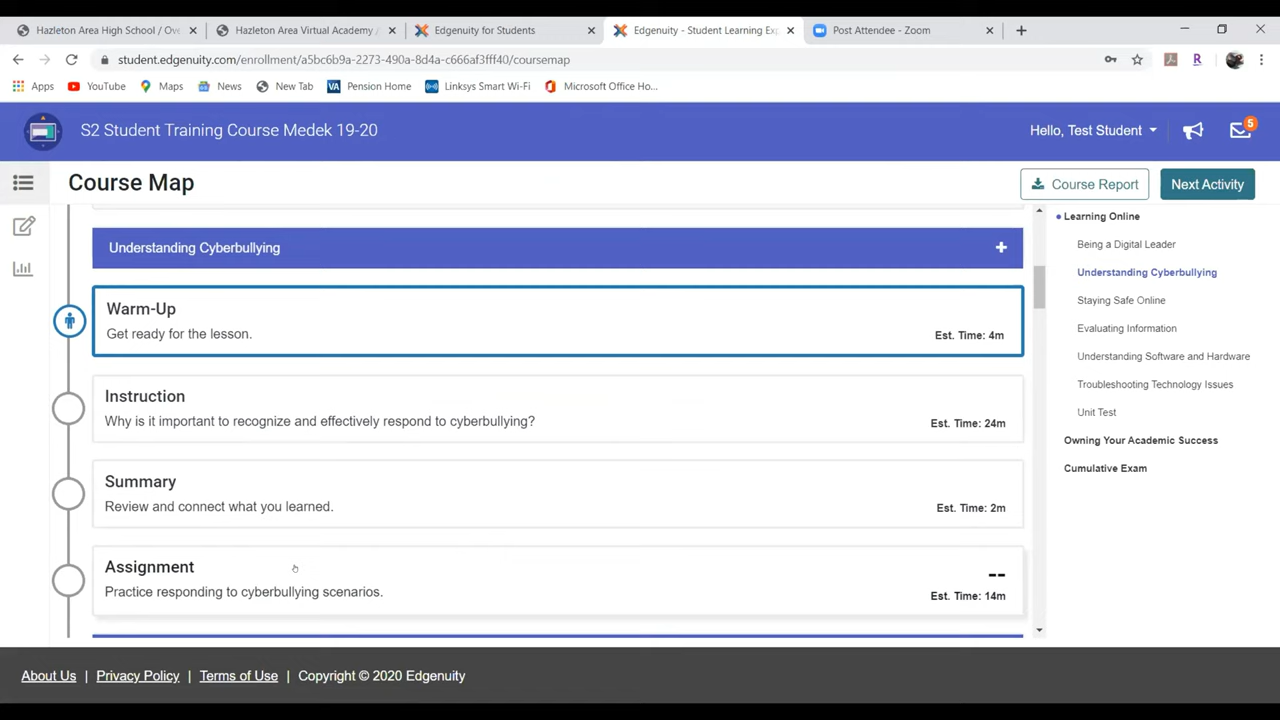 Hazleton Area High School / Ove
Hazleton Area Virtual Academy /
Edgenuity for Students
Edgenuity - Student Learning Exp
Post Attendee - Zoom
student.edgenuity.com/enrollment/a5bc6b9a-2273-490a-8d4a-c666af3fff40/coursemap
Apps
YouTube
Maps
News
New Tab
VA Pension Home
Linksys Smart Wi-Fi
Microsoft Office Ho...
S2 Student Training Course Medek 19-20
Hello, Test Student
5
Course Map
Course Report
Next Activity
Understanding Cyberbullying
+
Warm-Up
Get ready for the lesson.
Est. Time: 4m
Instruction
Why is it important to recognize and effectively respond to cyberbullying?
Est. Time: 24m
Summary
Review and connect what you learned.
Est. Time: 2m
Assignment
--
Practice responding to cyberbullying scenarios.
Est. Time: 14m
Learning Online
Being a Digital Leader
Understanding Cyberbullying
Staying Safe Online
Evaluating Information
Understanding Software and Hardware
Troubleshooting Technology Issues
Unit Test
Owning Your Academic Success
Cumulative Exam
About Us | Privacy Policy | Terms of Use | Copyright © 2020 Edgenuity